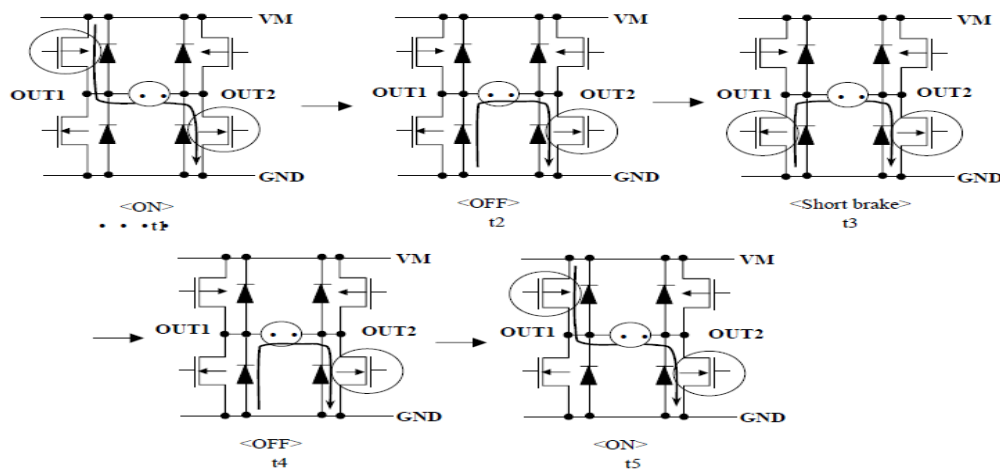 VM
VM
VM
OUT1
OUT2
OUT1
OUT2
OUT1
OUT2
GND
GND
GND
<ON>
<OFF>
<Short brake>
t1
t2
t3
VM
VM
OUT1
OUT2
OUT1
OUT2
GND
GND
<OFF>
<ON>
t4
t5